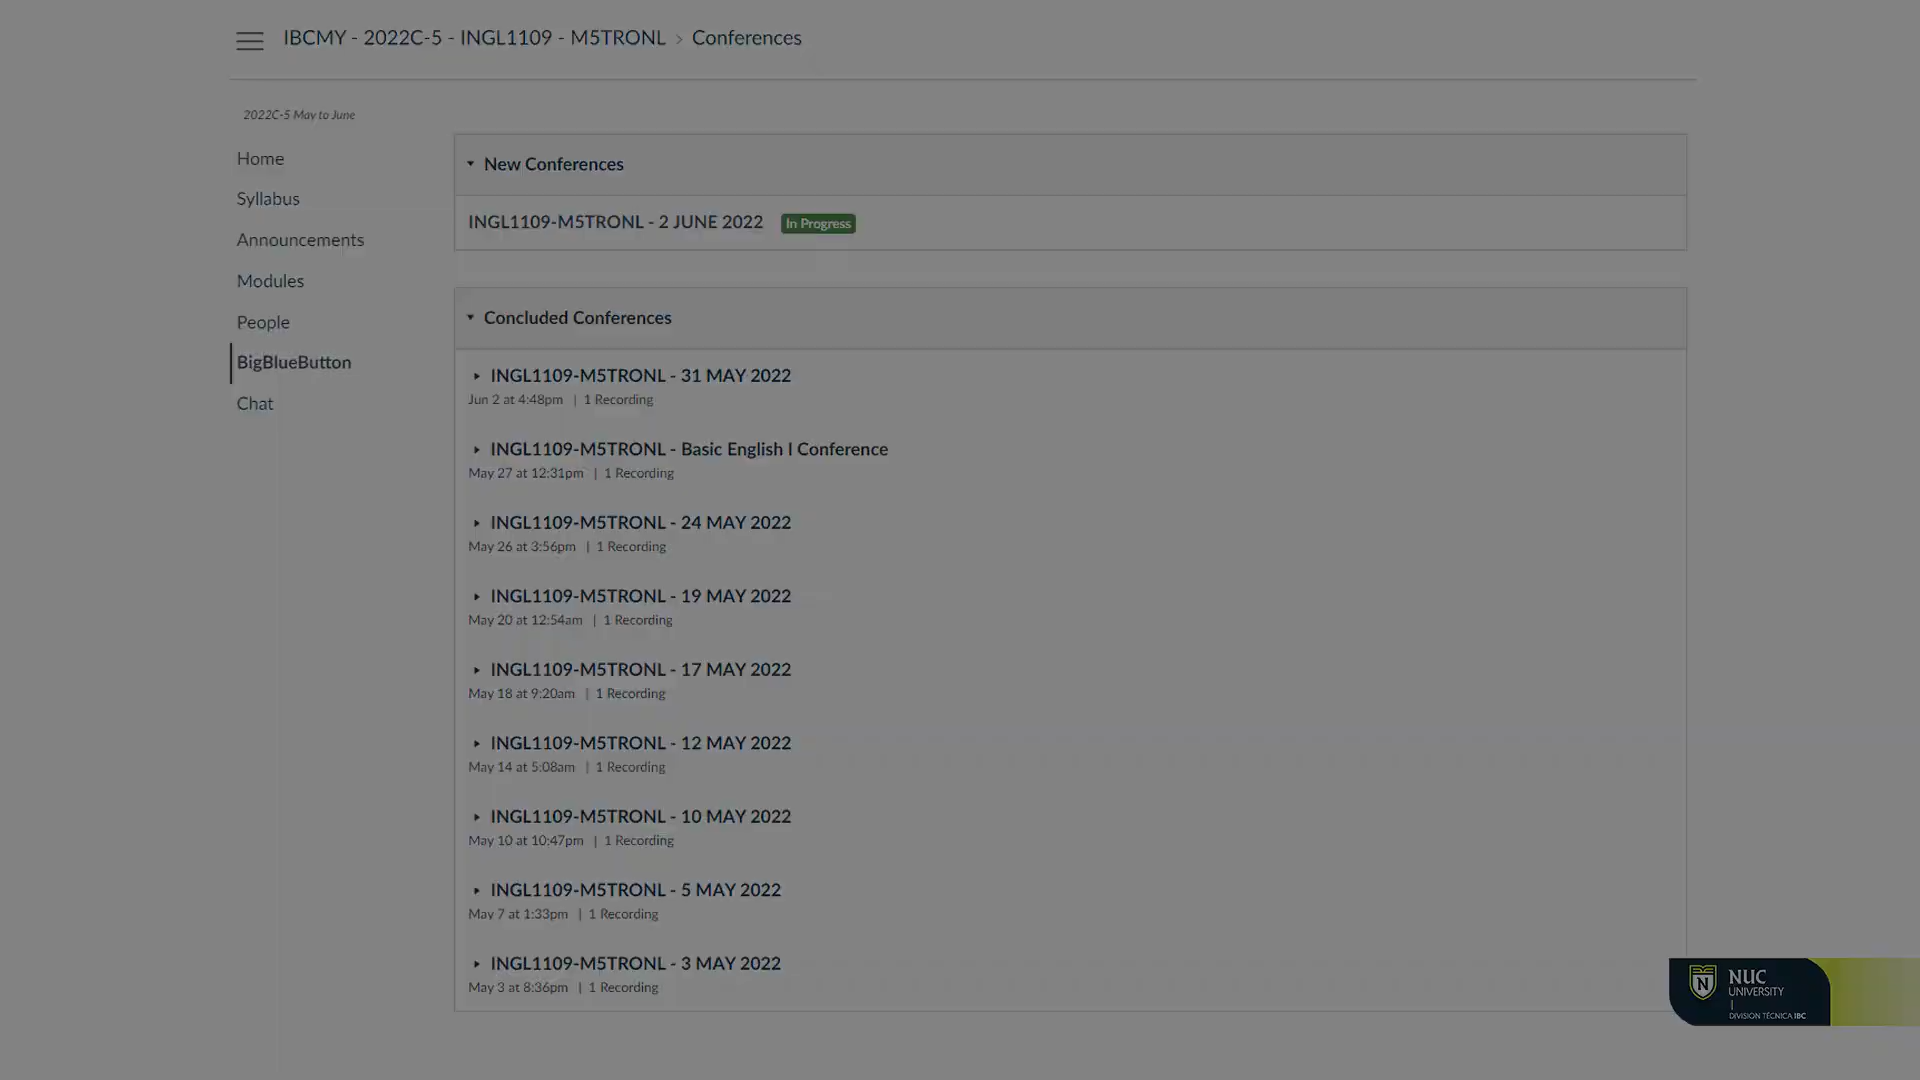 IBCMY - 2022C-5 - INGL1109 - M5TRONL › Conferences
2022C-5 May to June
Home
Syllabus
Announcements
Modules
People
BigBlueButton
Chat
New Conferences
INGL1109-M5TRONL - 2 JUNE 2022 In Progress
Concluded Conferences
INGL1109-M5TRONL - 31 MAY 2022
Jun 2 at 4:48pm | 1 Recording
INGL1109-M5TRONL - Basic English I Conference
May 27 at 12:31pm | 1 Recording
INGL1109-M5TRONL - 24 MAY 2022
May 26 at 3:56pm | 1 Recording
INGL1109-M5TRONL - 19 MAY 2022
May 20 at 12:54am | 1 Recording
INGL1109-M5TRONL - 17 MAY 2022
May 18 at 9:20am | 1 Recording
INGL1109-M5TRONL - 12 MAY 2022
May 14 at 5:08am | 1 Recording
INGL1109-M5TRONL - 10 MAY 2022
May 10 at 10:47pm | 1 Recording
INGL1109-M5TRONL - 5 MAY 2022
May 7 at 1:33pm | 1 Recording
INGL1109-M5TRONL - 3 MAY 2022
May 3 at 8:36pm | 1 Recording
N
NUC
UNIVERSITY
DIVISION TÉCNICA IBC